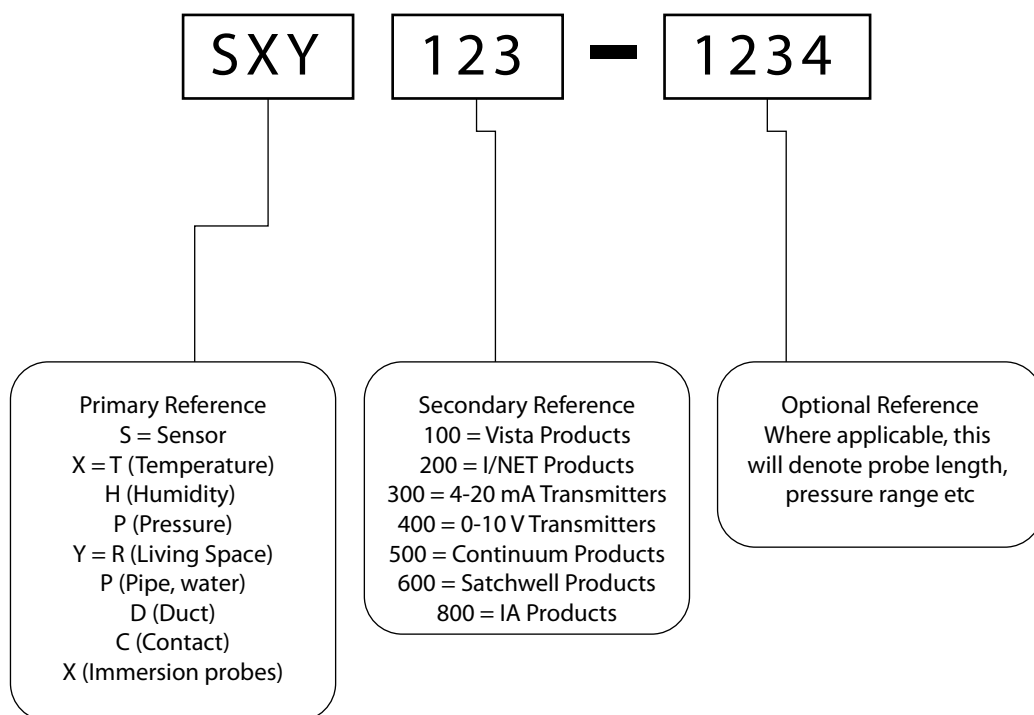 SXY 123 - 1234
Primary Reference
S = Sensor
X = T (Temperature)
H (Humidity)
P (Pressure)
Y = R (Living Space)
P (Pipe, water)
D (Duct)
C (Contact)
X (Immersion probes)
Secondary Reference
100 = Vista Products
200 = I/NET Products
300 = 4-20 mA Transmitters
400 = 0-10 V Transmitters
500 = Continuum Products
600 = Satchwell Products
800 = IA Products
Optional Reference
Where applicable, this
will denote probe length,
pressure range etc